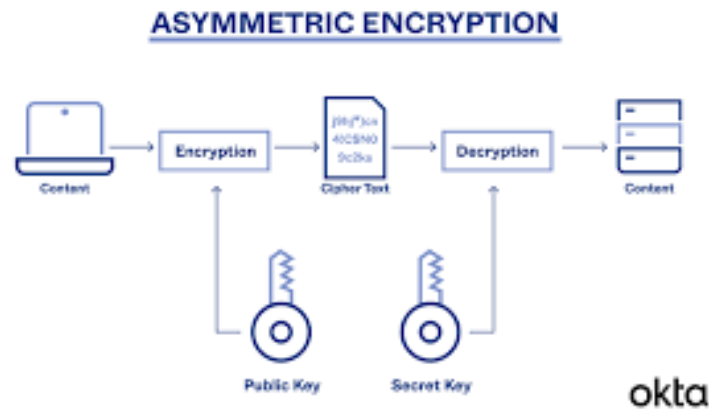 ASYMMETRIC ENCRYPTION
Encryption
Decryption
Content
Cipher Text
Content
Public Key
Secret Key
okta